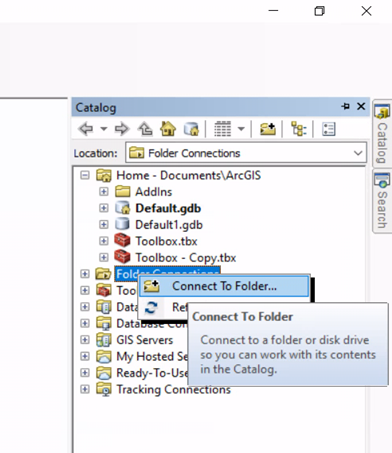 Catalog
Location: Folder Connections
Home - Documents\ArcGIS
AddIns
Default.gdb
Default1.gdb
Toolbox.tbx
Toolbox - Copy.tbx
Folder Connections
Connect To Folder...
Too
Ref
Data
Connect To Folder
Database Con
Connect to a folder or disk drive
so you can work with its contents
in the Catalog.
GIS Servers
My Hosted Se
Ready-To-Use
Tracking Connections
Catalog
Search